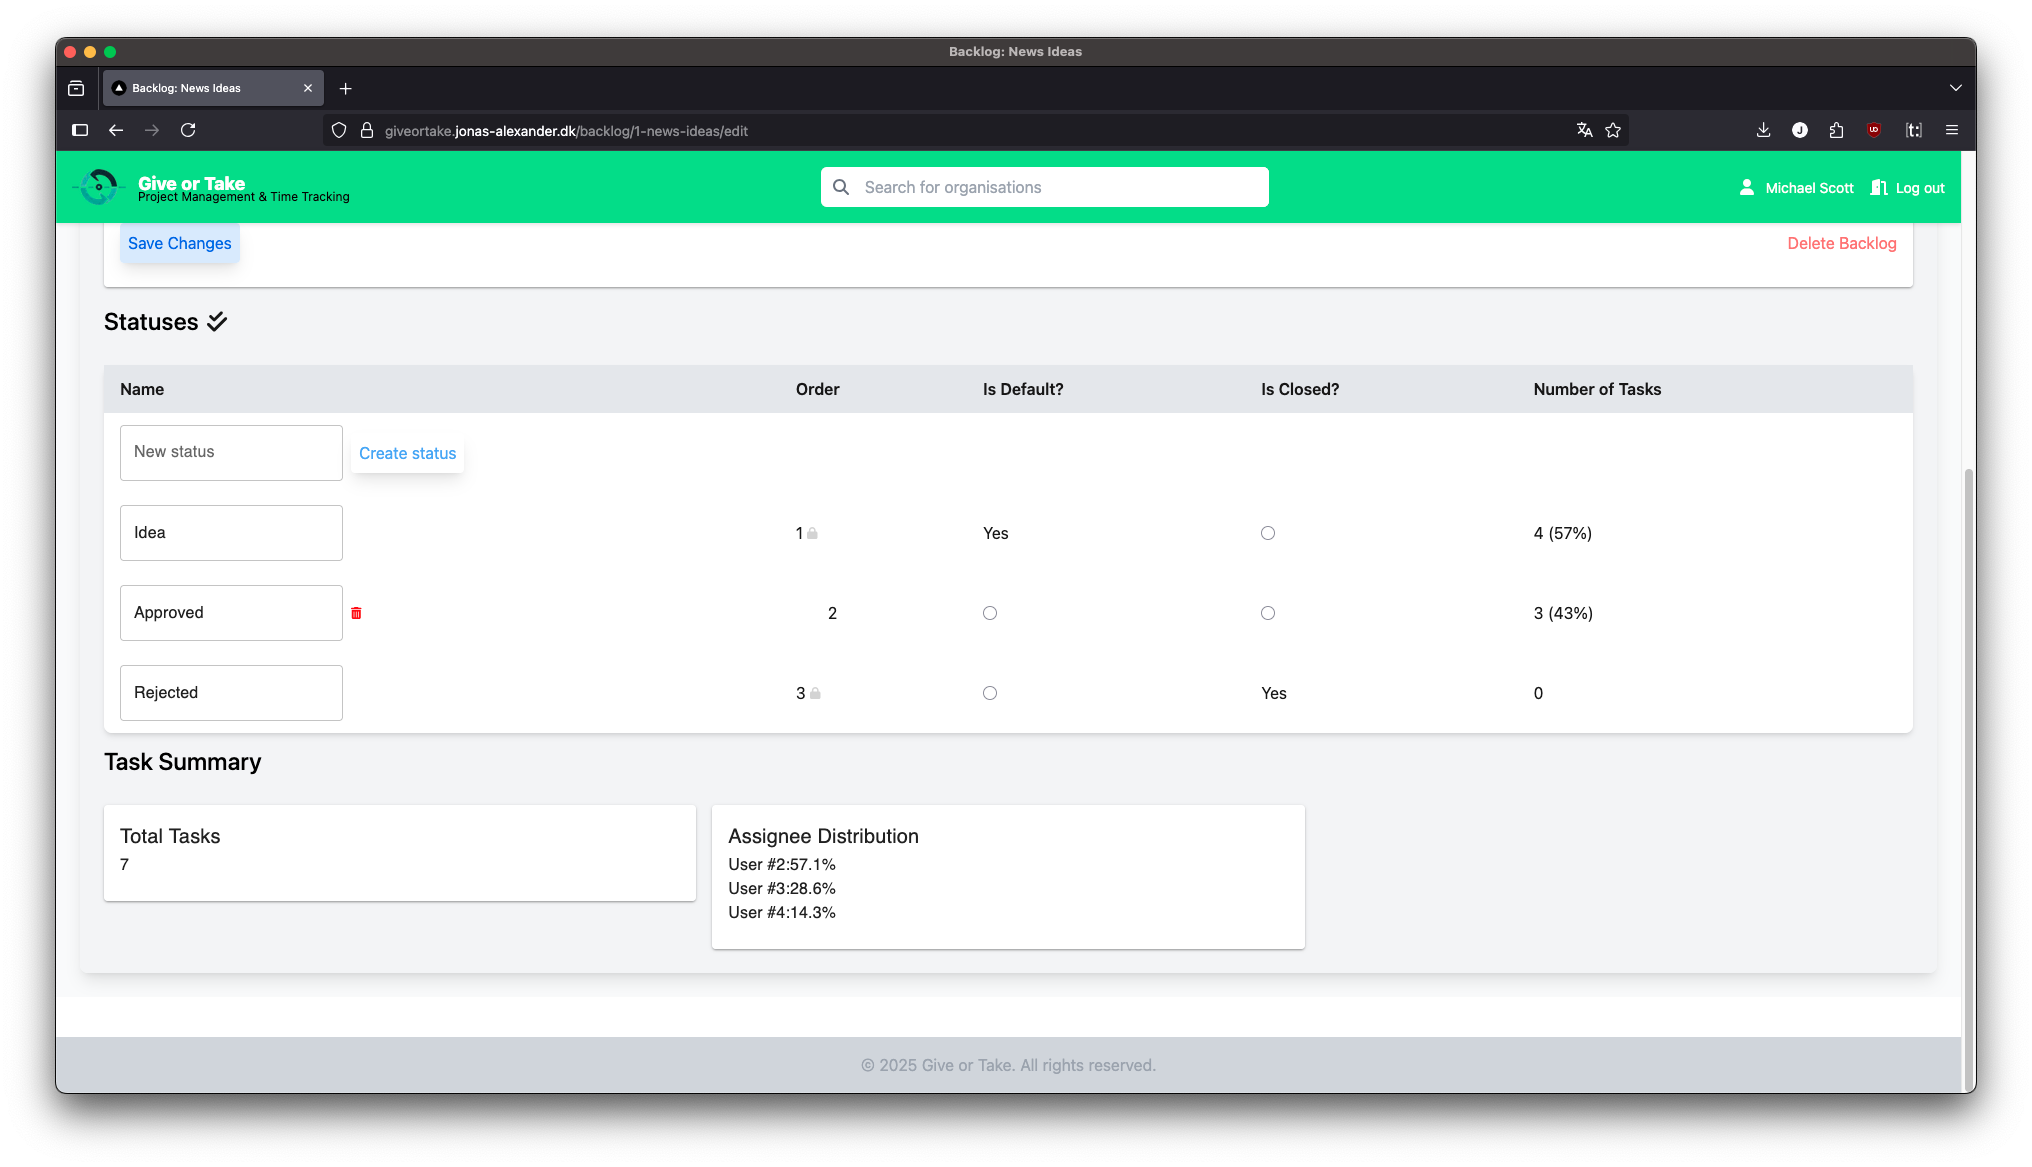 Backlog: News Ideas
Backlog: News Ideas
giveortake.jonas-alexander.dk/backlog/1-news-ideas/edit
J
UD
[t:]
Give or Take
Project Management & Time Tracking
Search for organisations
Michael Scott
Log out
Save Changes
Delete Backlog
Statuses
Name Order Is Default? Is Closed? Number of Tasks
New status Create status
Idea 1 Yes 4 (57%)
Approved 2 3 (43%)
Rejected 3 Yes 0
Task Summary
Total Tasks
7
Assignee Distribution
User #2:57.1%
User #3:28.6%
User #4:14.3%
© 2025 Give or Take. All rights reserved.